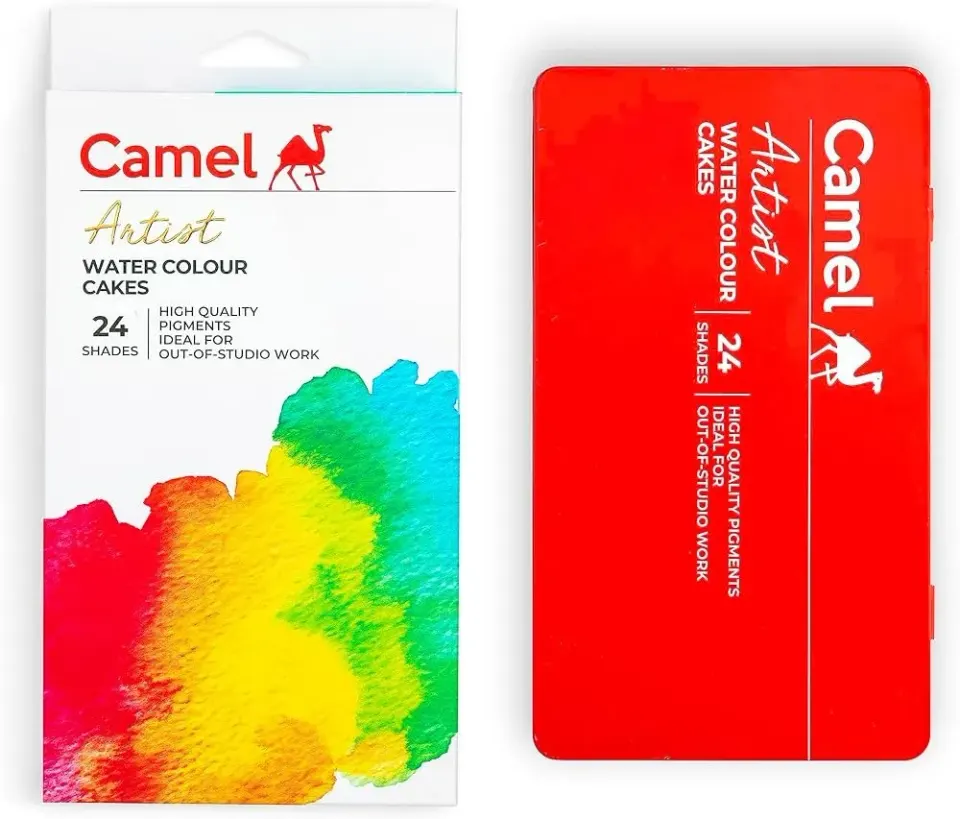 Camel
Artist
WATER COLOUR
CAKES
24
SHADES
HIGH QUALITY
PIGMENTS
IDEAL FOR
OUT-OF-STUDIO WORK
Camel
Artist
WATER COLOUR
CAKES
24
SHADES
HIGH QUALITY PIGMENTS
IDEAL FOR
OUT-OF-STUDIO WORK